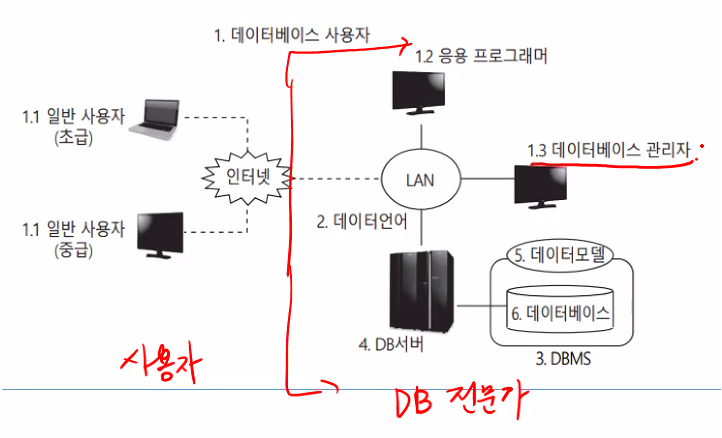 1. 데이터베이스 사용자
1.2 응용 프로그래머
1.1 일반 사용자
(초급)
1.3 데이터베이스 관리자
인터넷
LAN
1.1 일반 사용자
(중급)
2. 데이터언어
5. 데이터모델
6. 데이터베이스
4. DB서버
3. DBMS
사용자
DB 전문가